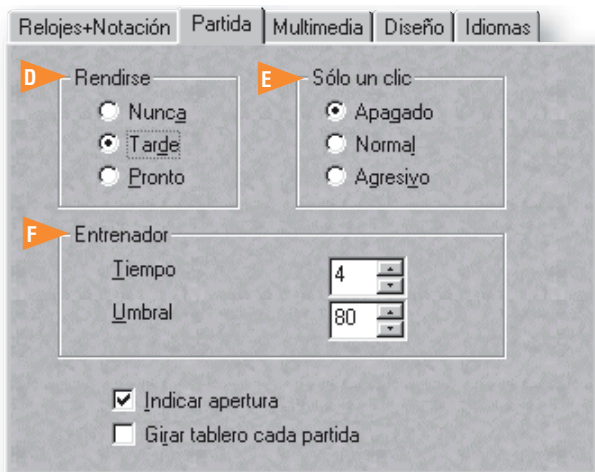 Relojes+Notación Partida Multimedia Diseño Idiomas
D Rendirse
Nunca
Tarde
Pronto
E Sólo un clic
Apagado
Normal
Agresivo
F Entrenador
Tiempo 4
Umbral 80
Indicar apertura
Girar tablero cada partida